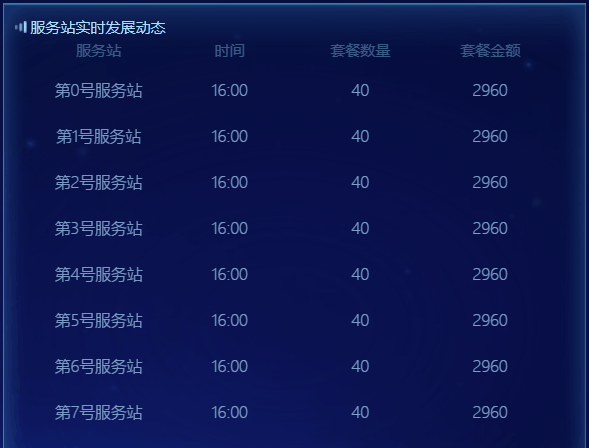 服务站实时发展动态
服务站 时间 套餐数量 套餐金额
第0号服务站 16:00 40 2960
第1号服务站 16:00 40 2960
第2号服务站 16:00 40 2960
第3号服务站 16:00 40 2960
第4号服务站 16:00 40 2960
第5号服务站 16:00 40 2960
第6号服务站 16:00 40 2960
第7号服务站 16:00 40 2960